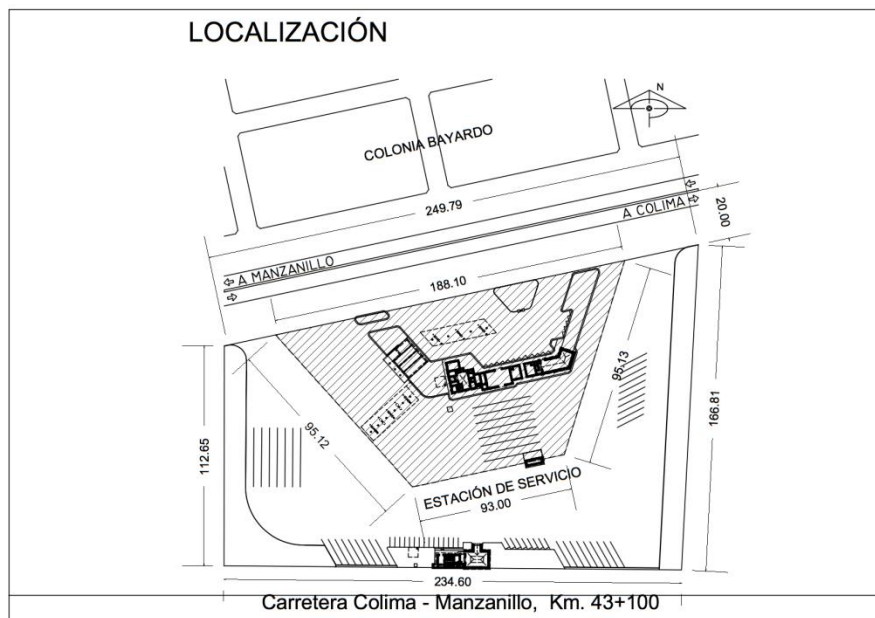 LOCALIZACIÓN
N
COLONIA BAYARDO
249.79
A COLIMA
20.00
A MANZANILLO
188.10
95.13
166.81
95.12
112.65
ESTACIÓN DE SERVICIO
93.00
234.60
Carretera Colima - Manzanillo, Km. 43+100